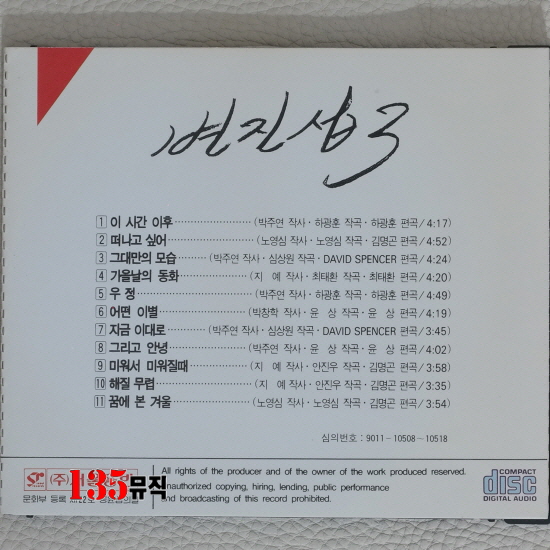 변진섭 3
1 이 시간 이후 (박주연 작사 · 하광훈 작곡 · 하광훈 편곡/4:17)
2 떠나고 싶어 (노영심 작사 · 노영심 작곡 · 김명곤 편곡/4:52)
3 그대만의 모습 (박주연 작사 · 심상원 작곡 · DAVID SPENCER 편곡/4:24)
4 가을날의 동화 (지 예 작사 · 최태환 작곡 · 최태환 편곡/4:20)
5 우 정 (박주연 작사 · 하광훈 작곡 · 하광훈 편곡/4:49)
6 어떤 이별 (박창학 작사 · 윤 상 작곡 · 윤 상 편곡/4:19)
7 지금 이대로 (박주연 작사 · 심상원 작곡 · DAVID SPENCER 편곡/3:45)
8 그리고 안녕 (박주연 작사 · 윤 상 작곡 · 윤 상 편곡/4:02)
9 미워서 미워질때 (지 예 작사 · 안진우 작곡 · 김명곤 편곡/3:58)
10 해질 무렵 (지 예 작사 · 안진우 작곡 · 김명곤 편곡/3:35)
11 꿈에 본 겨울 (노영심 작사 · 노영심 작곡 · 김명곤 편곡/3:54)
심의번호 : 9011-10508-10518
(주)
135뮤직
문화부 등록
All rights of the producer and of the owner of the work produced reserved.
Unauthorized copying, hiring, lending, public performance
and broadcasting of this record prohibited.
COMPACT
disc
DIGITAL AUDIO